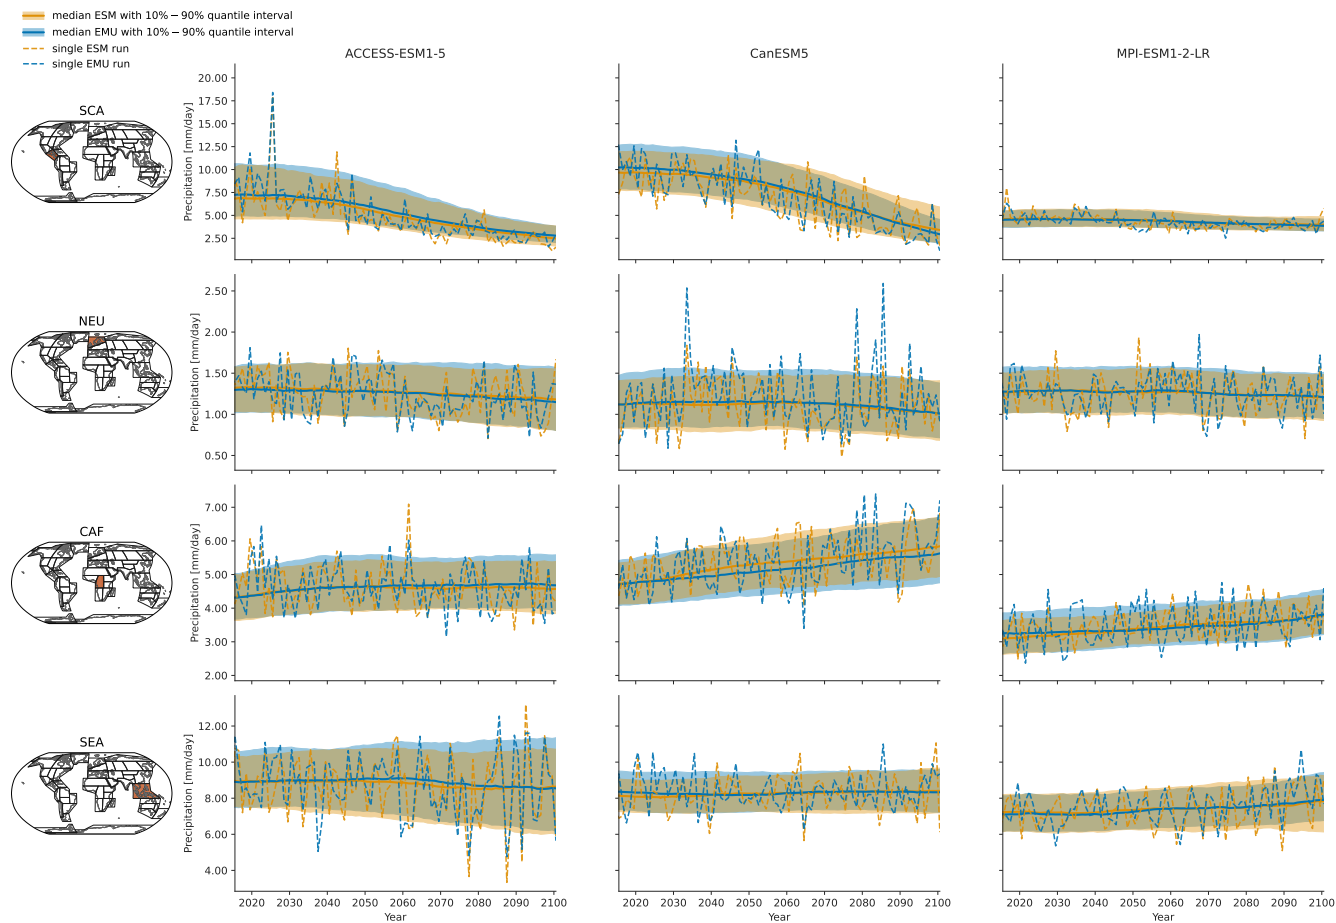 median ESM with 10% − 90% quantile interval
median EMU with 10% − 90% quantile interval
single ESM run
single EMU run
ACCESS-ESM1-5
CanESM5
MPI-ESM1-2-LR
SCA
Precipitation [mm/day]
20.00
17.50
15.00
12.50
10.00
7.50
5.00
2.50
NEU
Precipitation [mm/day]
2.50
2.00
1.50
1.00
0.50
CAF
Precipitation [mm/day]
7.00
6.00
5.00
4.00
3.00
2.00
SEA
Precipitation [mm/day]
12.00
10.00
8.00
6.00
4.00
2020 2030 2040 2050 2060 2070 2080 2090 2100
Year
2020 2030 2040 2050 2060 2070 2080 2090 2100
Year
2020 2030 2040 2050 2060 2070 2080 2090 2100
Year